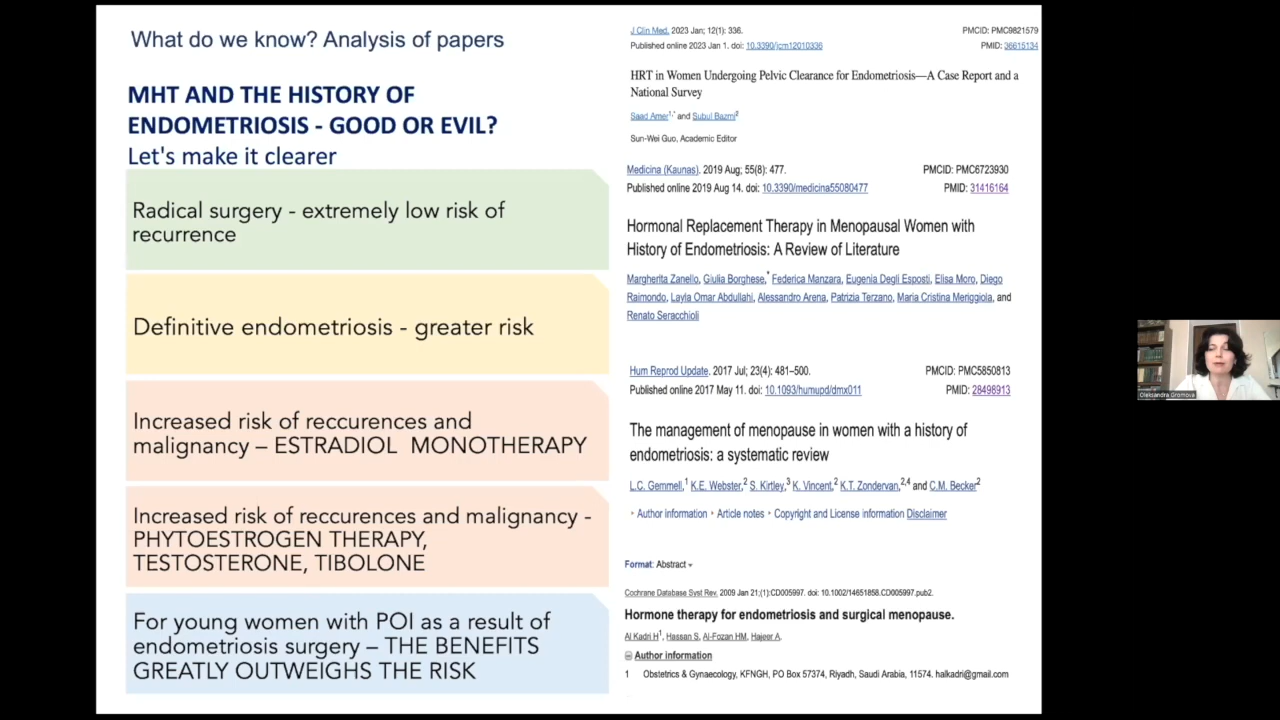 What do we know? Analysis of papers
MHT AND THE HISTORY OF
ENDOMETRIOSIS - GOOD OR EVIL?
Let's make it clearer
Radical surgery - extremely low risk of
recurrence
Definitive endometriosis - greater risk
Increased risk of reccurences and
malignancy – ESTRADIOL MONOTHERAPY
Increased risk of reccurences and malignancy -
PHYTOESTROGEN THERAPY,
TESTOSTERONE, TIBOLONE
For young women with POI as a result of
endometriosis surgery – THE BENEFITS
GREATLY OUTWEIGHS THE RISK
J Clin Med. 2023 Jan; 12(1): 336. PMCID: PMC9821579
Published online 2023 Jan 1. doi: 10.3390/jcm12010336 PMID: 36615134
HRT in Women Undergoing Pelvic Clearance for Endometriosis—A Case Report and a
National Survey
Saad Amer1,* and Subul Bazmi2
Sun-Wei Guo, Academic Editor
Medicina (Kaunas). 2019 Aug; 55(8): 477. PMCID: PMC6723930
Published online 2019 Aug 14. doi: 10.3390/medicina55080477 PMID: 31416164
Hormonal Replacement Therapy in Menopausal Women with
History of Endometriosis: A Review of Literature
Margherita Zanello, Giulia Borghese,* Federica Manzara, Eugenia Degli Esposti, Elisa Moro, Diego
Raimondo, Layla Omar Abdullahi, Alessandro Arena, Patrizia Terzano, Maria Cristina Meriggiola, and
Renato Seracchioli
Hum Reprod Update. 2017 Jul; 23(4): 481–500. PMCID: PMC5850813
Published online 2017 May 11. doi: 10.1093/humupd/dmx011 PMID: 28498913
The management of menopause in women with a history of
endometriosis: a systematic review
L.C. Gemmell,1 K.E. Webster,2 S. Kirtley,3 K. Vincent,2 K.T. Zondervan,2,4 and C.M. Becker2
▸ Author information ▸ Article notes ▸ Copyright and License information Disclaimer
Format: Abstract
Cochrane Database Syst Rev. 2009 Jan 21;(1):CD005997. doi: 10.1002/14651858.CD005997.pub2.
Hormone therapy for endometriosis and surgical menopause.
Al Kadri H1, Hassan S, Al-Fozan HM, Hajeer A.
Author information
1 Obstetrics & Gynaecology, KFNGH, PO Box 57374, Riyadh, Saudi Arabia, 11574. halkadri@gmail.com
Oleksandra Gromova